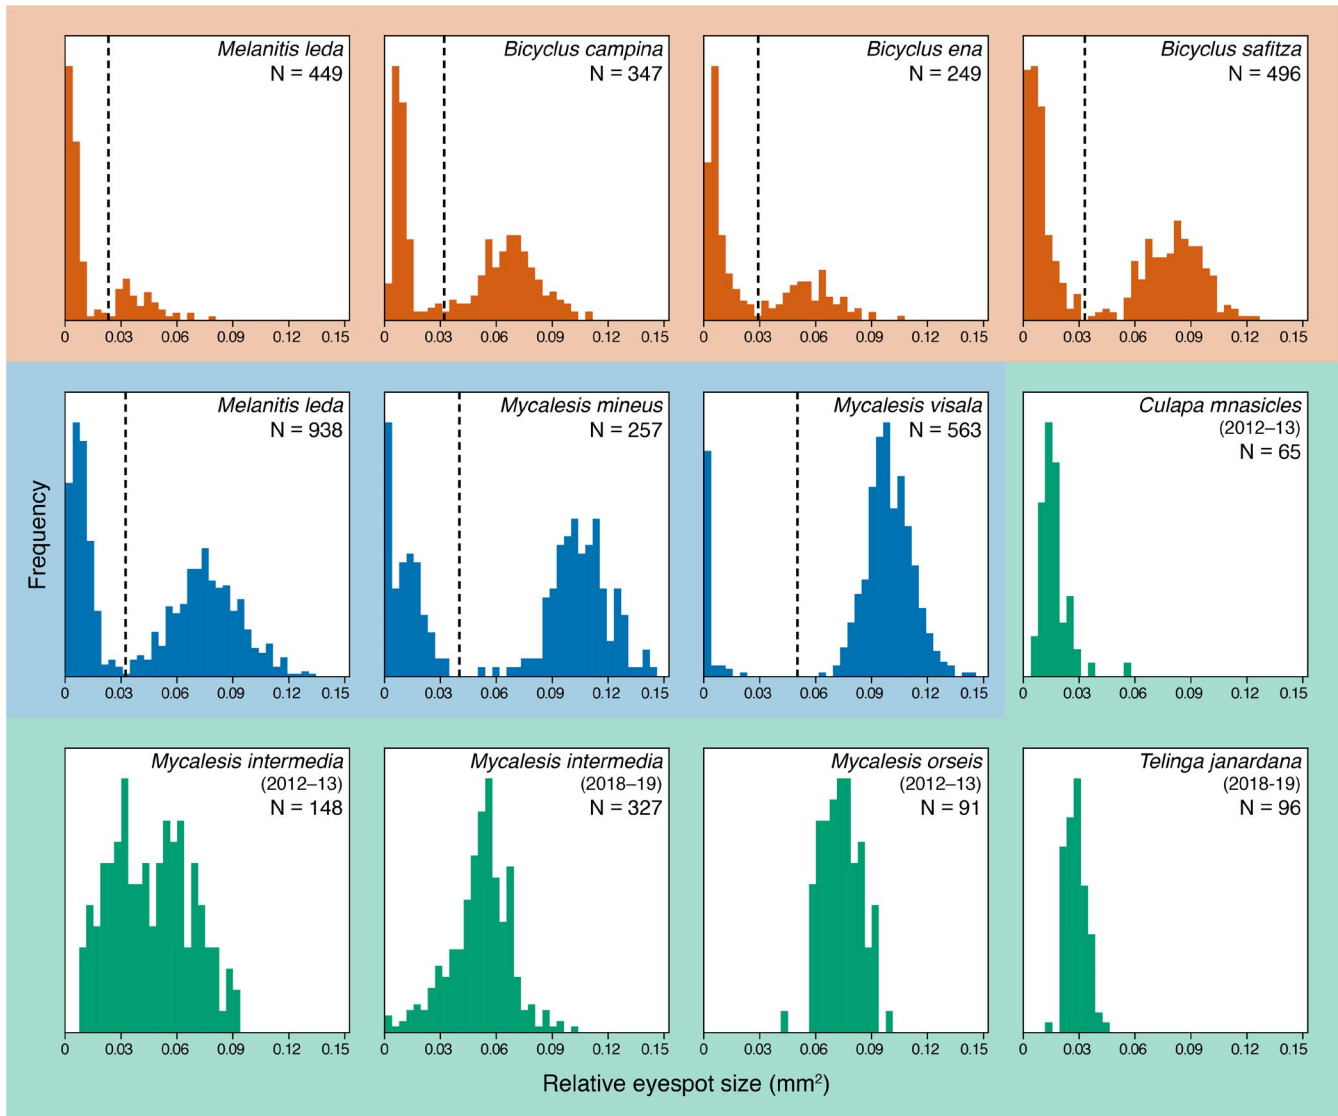 Melanitis leda
N = 449
0 0.03 0.06 0.09 0.12 0.15
Bicyclus campina
N = 347
0 0.03 0.06 0.09 0.12 0.15
Bicyclus ena
N = 249
0 0.03 0.06 0.09 0.12 0.15
Bicyclus safitza
N = 496
0 0.03 0.06 0.09 0.12 0.15
Frequency
Melanitis leda
N = 938
0 0.03 0.06 0.09 0.12 0.15
Mycalesis mineus
N = 257
0 0.03 0.06 0.09 0.12 0.15
Mycalesis visala
N = 563
0 0.03 0.06 0.09 0.12 0.15
Culapa mnasicles
(2012–13)
N = 65
0 0.03 0.06 0.09 0.12 0.15
Mycalesis intermedia
(2012–13)
N = 148
0 0.03 0.06 0.09 0.12 0.15
Mycalesis intermedia
(2018–19)
N = 327
0 0.03 0.06 0.09 0.12 0.15
Mycalesis orseis
(2012–13)
N = 91
0 0.03 0.06 0.09 0.12 0.15
Telinga janardana
(2018-19)
N = 96
0 0.03 0.06 0.09 0.12 0.15
Relative eyespot size (mm²)